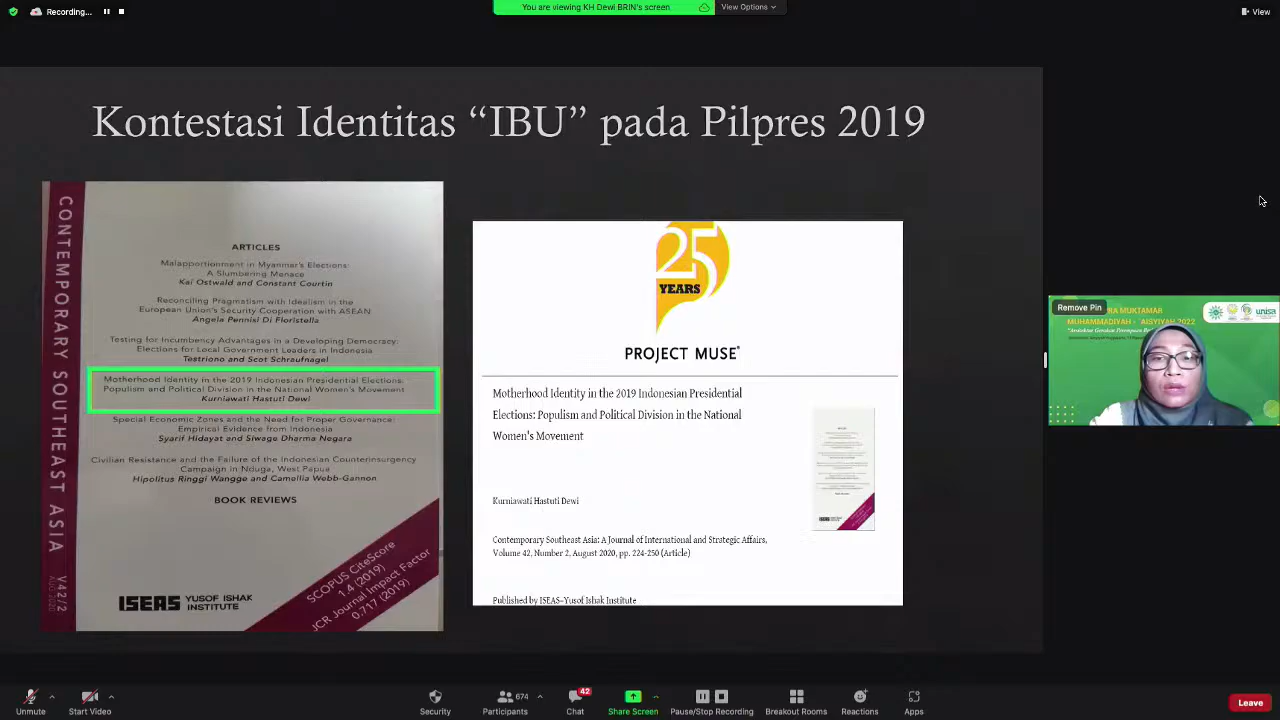 Recording...
You are viewing KH Dewi BRIN's screen
View Options
View
Kontestasi Identitas “IBU” pada Pilpres 2019
CONTEMPORARY SOUTHEAST ASIA
V42/2
AUG 2020
ARTICLES
Malapportionment in Myanmar's Elections:
A Slumbering Menace
Kai Ostwald and Constant Courtin
Reconciling Pragmatism with Idealism in the
European Union's Security Cooperation with ASEAN
Angela Pennisi Di Floristella
Testing for Incumbency Advantages in a Developing Democracy:
Elections for Local Government Leaders in Indonesia
Testriono and Scot Schraufnagel
Motherhood Identity in the 2019 Indonesian Presidential Elections:
Populism and Political Division in the National Women's Movement
Kurniawati Hastuti Dewi
Special Economic Zones and the Need for Proper Governance:
Empirical Evidence from Indonesia
Syarif Hidayat and Siwage Dharma Negara
Civilian Resistance and the Failure of the Indonesian Counterinsurgency
Campaign in Nduga, West Papua
Hipolitus Ringgi Wangge and Camellia Webb-Gannon
BOOK REVIEWS
SCOPUS CiteScore
1.4 (2019)
JCR Journal Impact Factor
0.717 (2019)
ISEAS YUSOF ISHAK
INSTITUTE
25
YEARS
PROJECT MUSE®
Motherhood Identity in the 2019 Indonesian Presidential
Elections: Populism and Political Division in the National
Women's Movement
Kurniawati Hastuti Dewi
Contemporary Southeast Asia: A Journal of International and Strategic Affairs,
Volume 42, Number 2, August 2020, pp. 224-250 (Article)
Published by ISEAS–Yusof Ishak Institute
Remove Pin
MUKTAMAR
MUHAMMADIYAH - 'AISYIYAH 2022
unisa
Unmute
Start Video
Security
674
Participants
42
Chat
Share Screen
Pause/Stop Recording
Breakout Rooms
Reactions
Apps
Leave